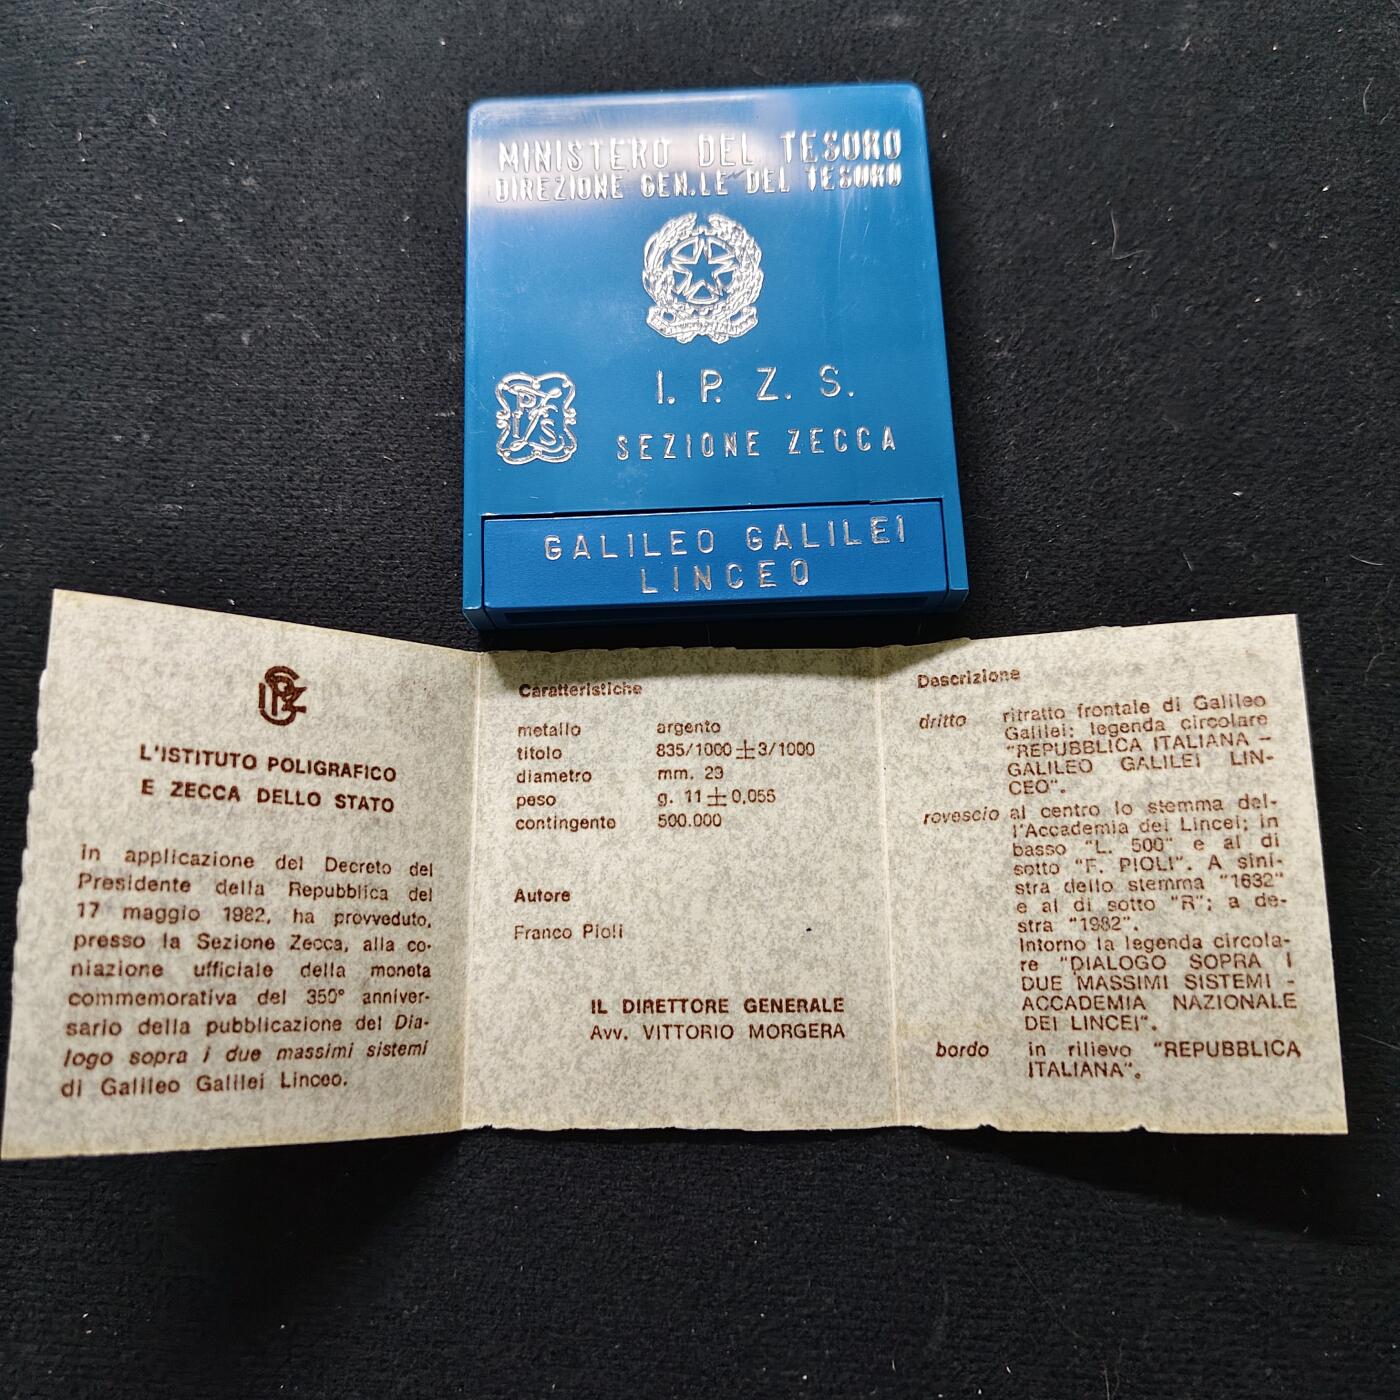 MINISTERO DEL TESORO
DIREZIONE GEN.LE DEL TESORO
I. P. Z. S.
SEZIONE ZECCA
GALILEO GALILEI
LINCEO
L'ISTITUTO POLIGRAFICO
E ZECCA DELLO STATO
in applicazione del Decreto del
Presidente della Repubblica del
17 maggio 1982, ha provveduto,
presso la Sezione Zecca, alla co-
niazione ufficiale della moneta
commemorativa del 350° anniver-
sario della pubblicazione del Dia-
logo sopra i due massimi sistemi
di Galileo Galilei Linceo.
Caratteristiche
metallo argento
titolo 835/1000±3/1000
diametro mm. 29
peso g. 11±0,055
contingente 500.000
Autore
Franco Pioli
IL DIRETTORE GENERALE
Avv. VITTORIO MORGERA
Descrizione
dritto ritratto frontale di Galileo
Galilei; legenda circolare
"REPUBBLICA ITALIANA -
GALILEO GALILEI LIN-
CEO".
rovescio al centro lo stemma del-
l'Accademia dei Lincei; in
basso "L. 500" e al di
sotto "F. PIOLI". A sini-
stra dello stemma "1632"
e al di sotto "R"; a de-
stra "1982".
Intorno la legenda circola-
re "DIALOGO SOPRA I
DUE MASSIMI SISTEMI -
ACCADEMIA NAZIONALE
DEI LINCEI".
bordo in rilievo "REPUBBLICA
ITALIANA".